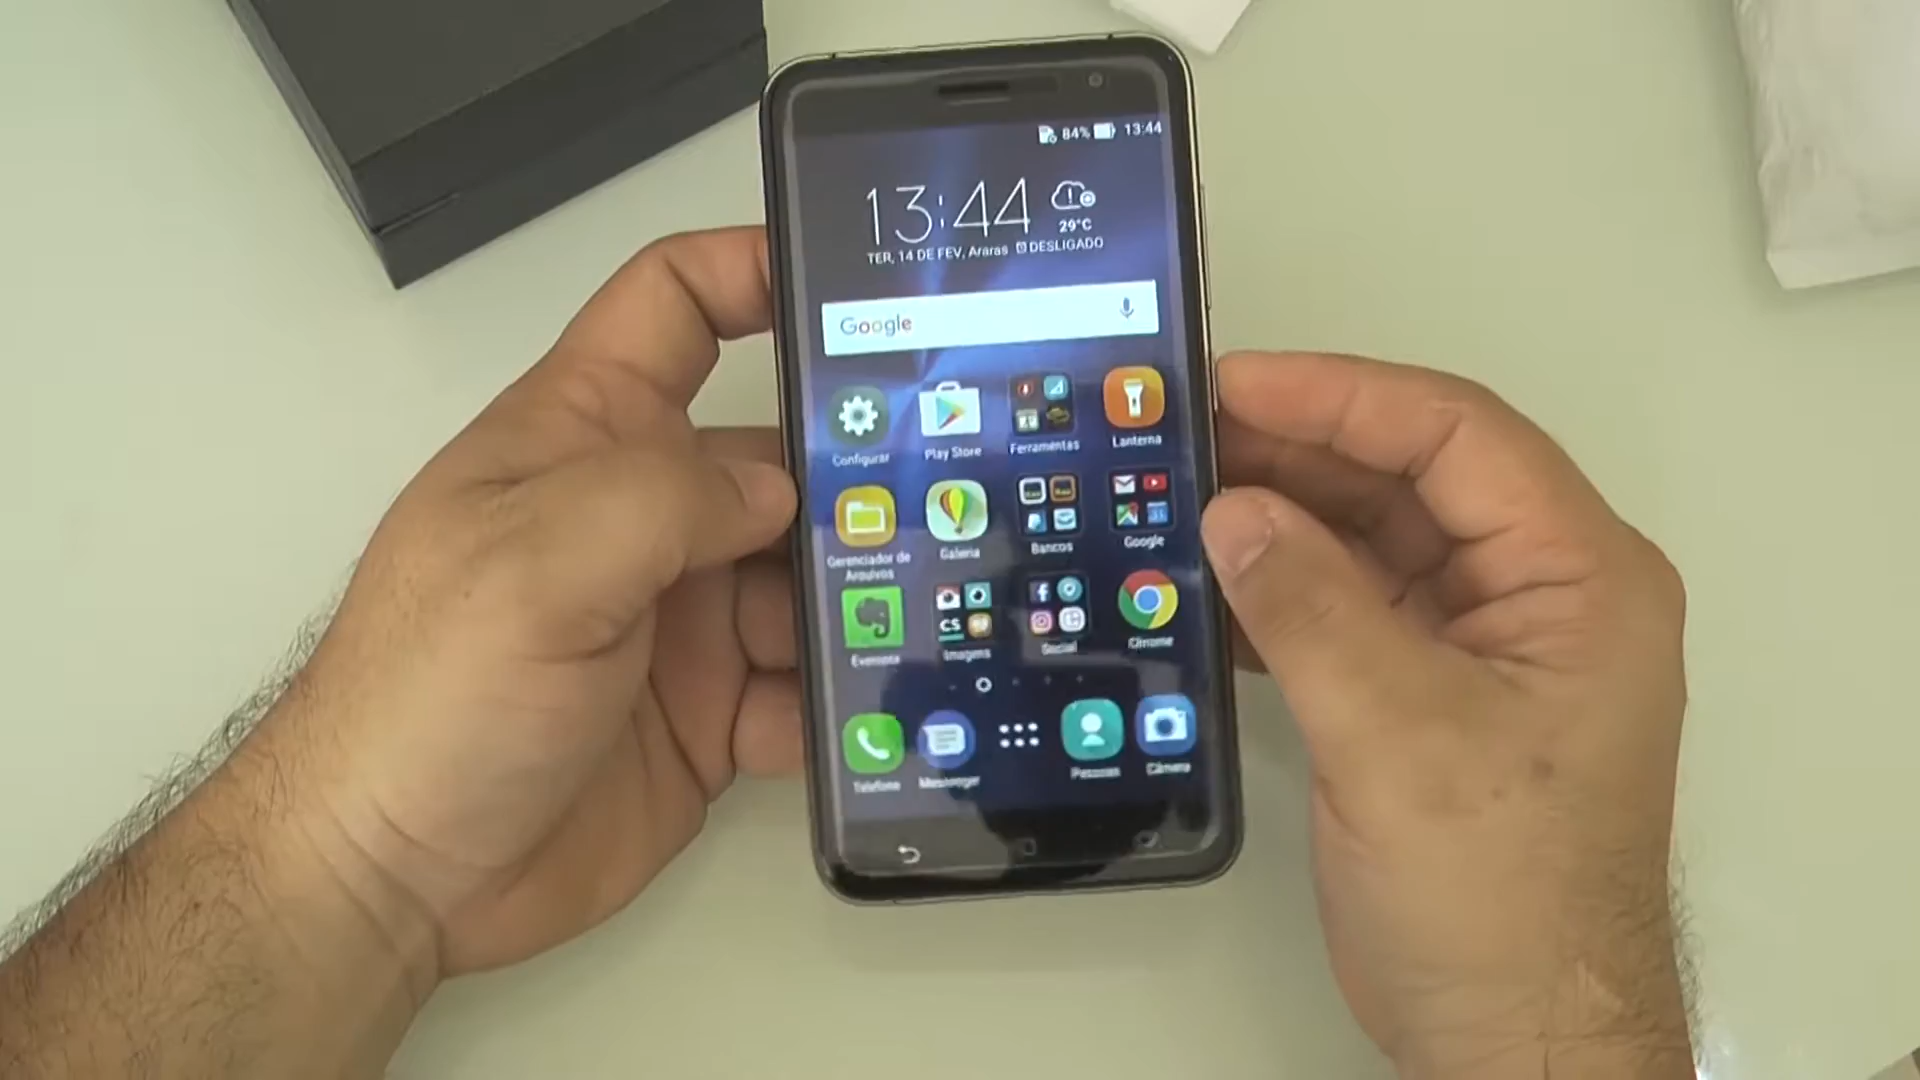 84% 13:44
13:44
29°C
TER, 14 DE FEV, Araras DESLIGADO
Google
Configurar Play Store Ferramentas Lanterna
Gerenciador de Arquivos Galeria Bancos Google
Evernote Imagens Social Chrome
CS
Telefone Messenger Pessoas Câmera